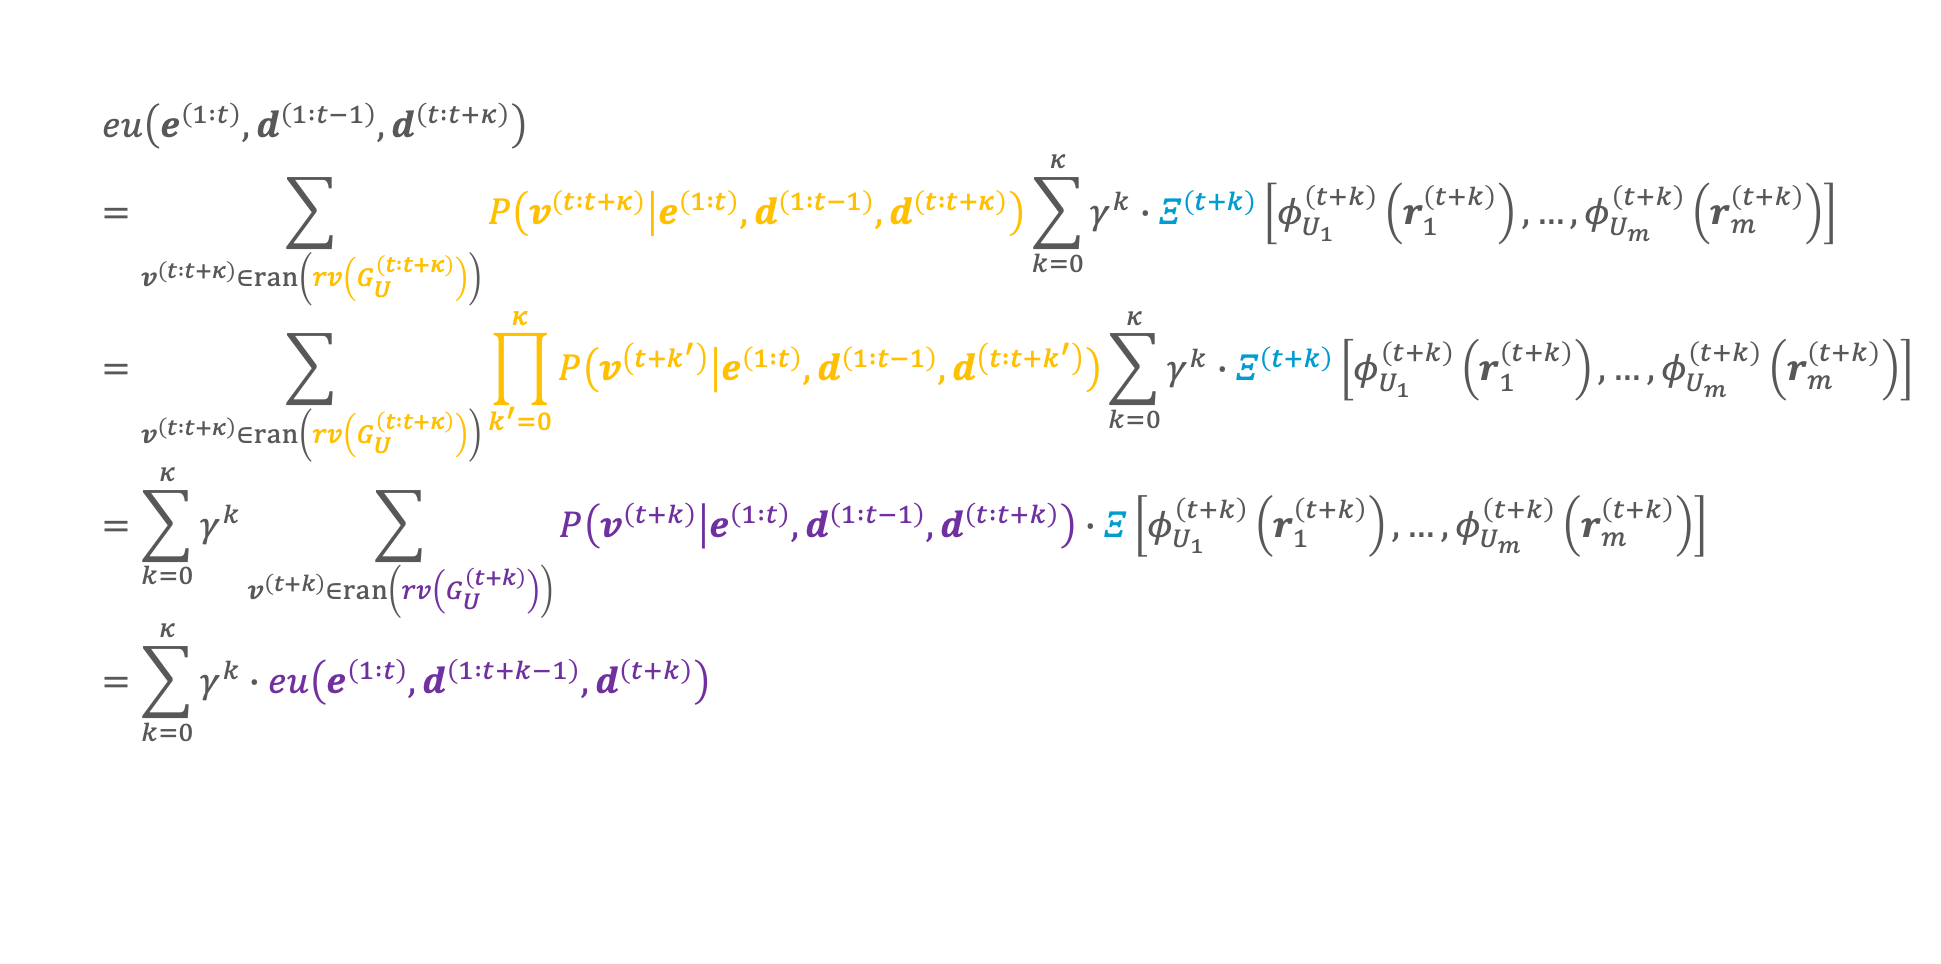 eu(e^(1:t), d^(1:t−1), d^(t:t+κ))
= ∑_{v^(t:t+κ)∈ran(rv(G_U^(t:t+κ)))} P(v^(t:t+κ)|e^(1:t), d^(1:t−1), d^(t:t+κ)) ∑_{k=0}^{κ} γ^k · Ξ^(t+k) [ϕ_{U_1}^(t+k)(r_1^(t+k)), …, ϕ_{U_m}^(t+k)(r_m^(t+k))]
= ∑_{v^(t:t+κ)∈ran(rv(G_U^(t:t+κ)))} ∏_{k′=0}^{κ} P(v^(t+k′)|e^(1:t), d^(1:t−1), d^(t:t+k′)) ∑_{k=0}^{κ} γ^k · Ξ^(t+k) [ϕ_{U_1}^(t+k)(r_1^(t+k)), …, ϕ_{U_m}^(t+k)(r_m^(t+k))]
= ∑_{k=0}^{κ} γ^k ∑_{v^(t+k)∈ran(rv(G_U^(t+k)))} P(v^(t+k)|e^(1:t), d^(1:t−1), d^(t:t+k)) · Ξ [ϕ_{U_1}^(t+k)(r_1^(t+k)), …, ϕ_{U_m}^(t+k)(r_m^(t+k))]
= ∑_{k=0}^{κ} γ^k · eu(e^(1:t), d^(1:t+k−1), d^(t+k))